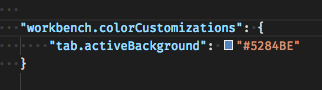 "workbench.colorCustomizations": {
"tab.activeBackground": "#5284BE"
}